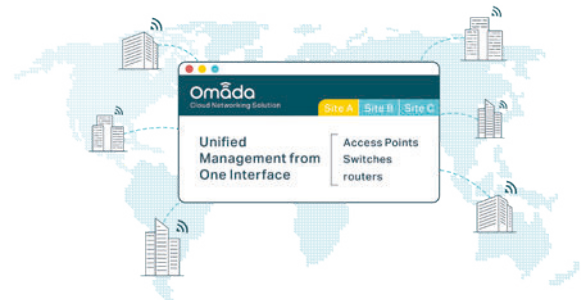 Omada
Cloud Networking Solution
Site A
Site B
Site C
Unified
Management from
One Interface
Access Points
Switches
routers